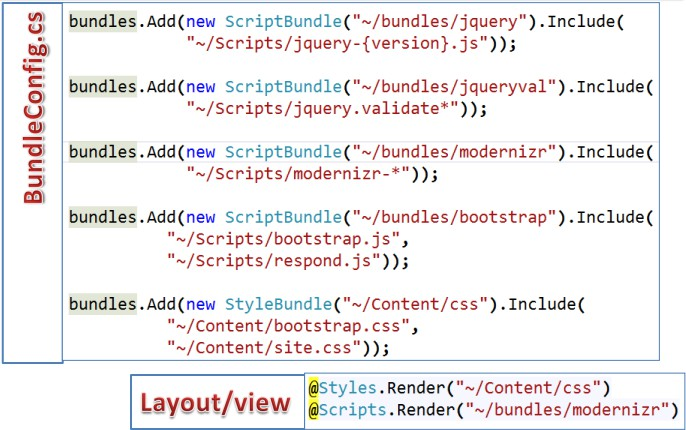 BundleConfig.cs
bundles.Add(new ScriptBundle("~/bundles/jquery").Include(
"~/Scripts/jquery-{version}.js"));
bundles.Add(new ScriptBundle("~/bundles/jqueryval").Include(
"~/Scripts/jquery.validate*"));
bundles.Add(new ScriptBundle("~/bundles/modernizr").Include(
"~/Scripts/modernizr-*"));
bundles.Add(new ScriptBundle("~/bundles/bootstrap").Include(
"~/Scripts/bootstrap.js",
"~/Scripts/respond.js"));
bundles.Add(new StyleBundle("~/Content/css").Include(
"~/Content/bootstrap.css",
"~/Content/site.css"));
Layout/view
@Styles.Render("~/Content/css")
@Scripts.Render("~/bundles/modernizr")